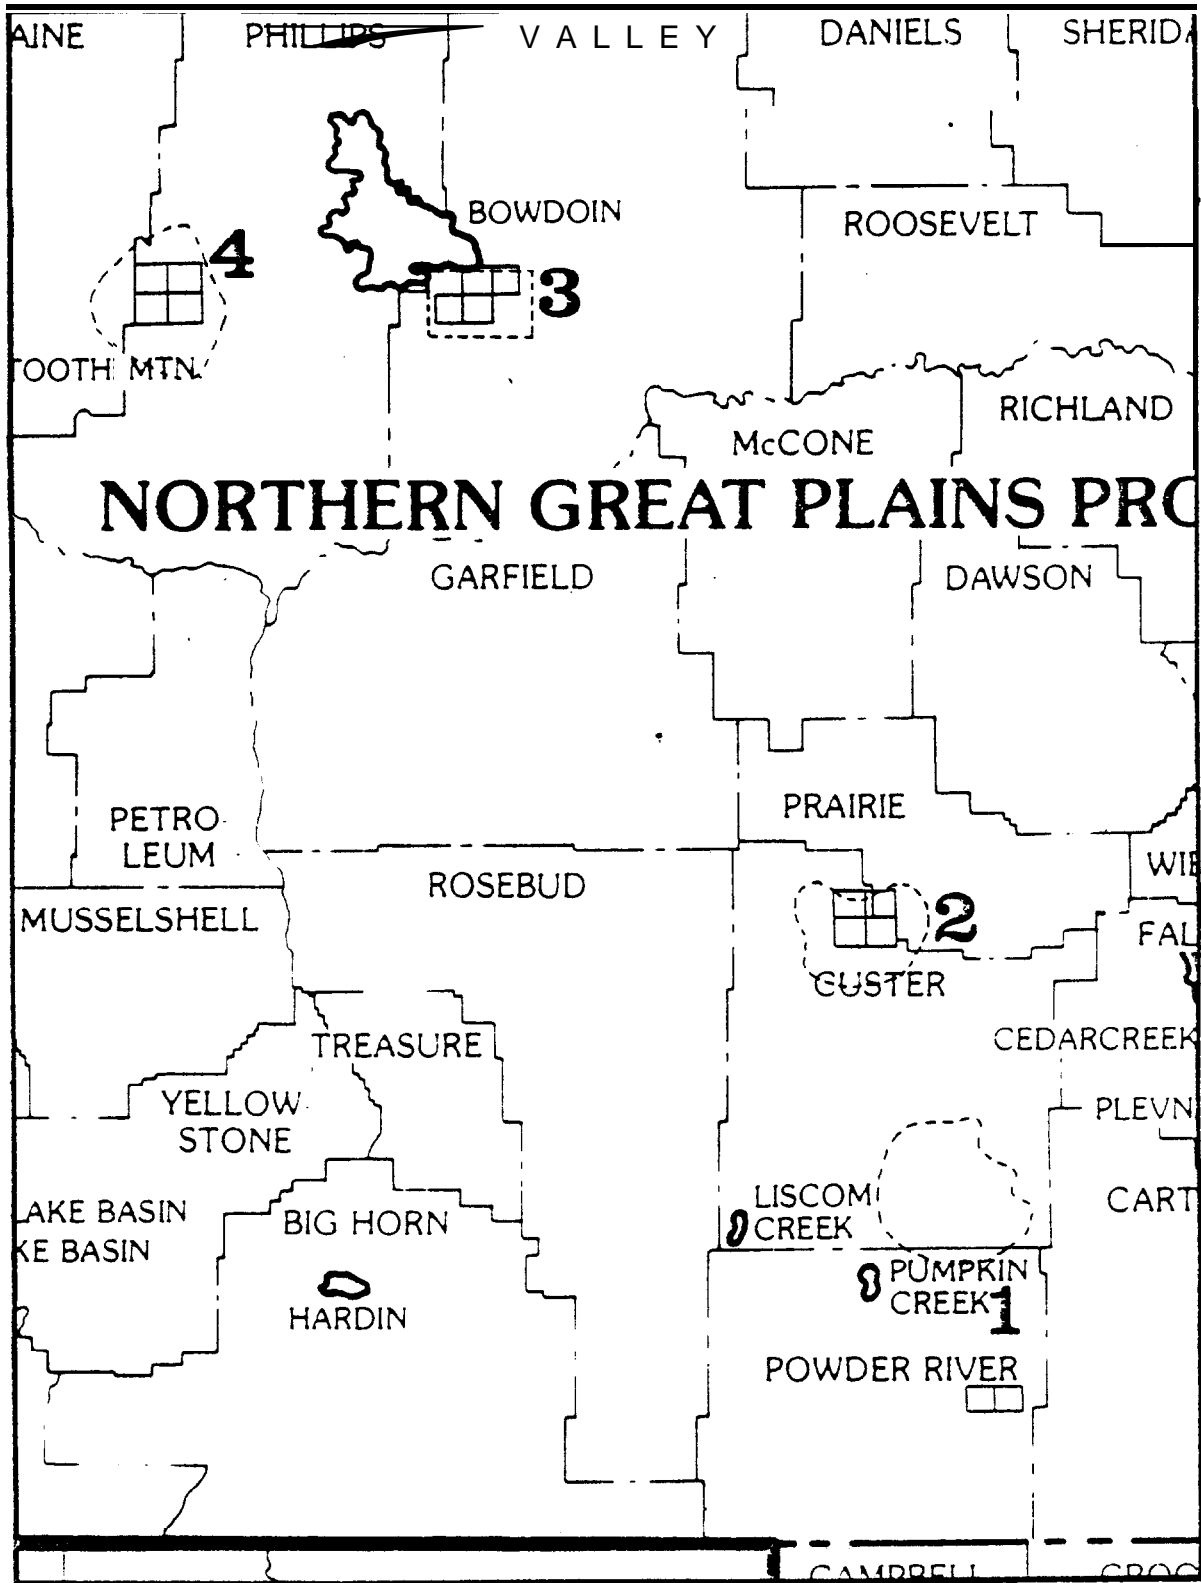 AINE PHILLIPS VALLEY DANIELS SHERIDA
BOWDOIN
ROOSEVELT
4
3
TOOTH MTN.
RICHLAND
McCONE
NORTHERN GREAT PLAINS PRO
GARFIELD
DAWSON
PRAIRIE
PETRO
LEUM
WIB
ROSEBUD
MUSSELSHELL
2
FAL
CUSTER
CEDARCREEK
TREASURE
YELLOW
STONE
PLEVN
LISCOM
CREEK
CART
LAKE BASIN
KE BASIN
BIG HORN
PUMPKIN
CREEK
1
HARDIN
POWDER RIVER
CAMPBELL CROO